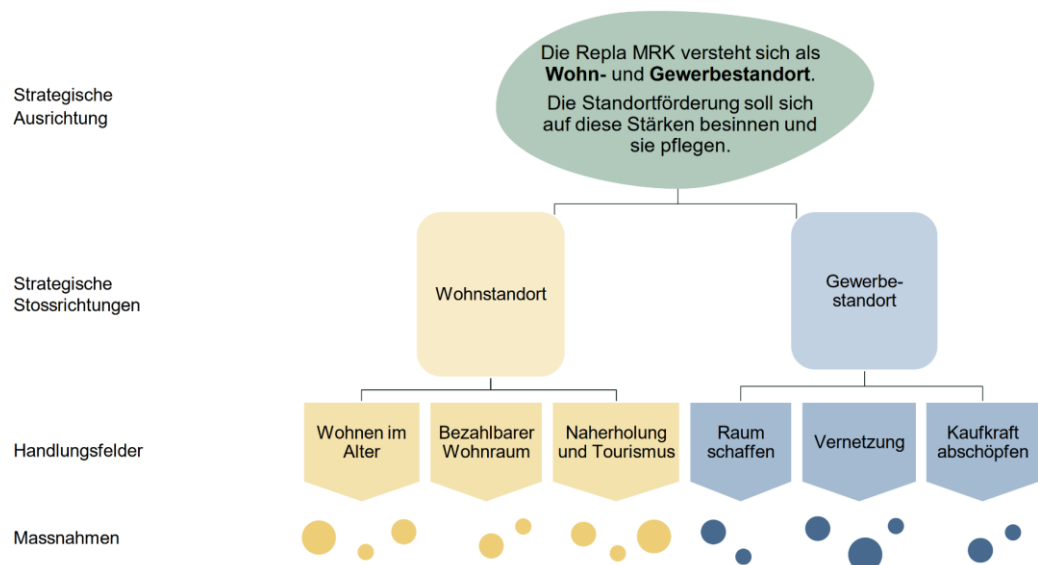 Strategische
Ausrichtung
Die Repla MRK versteht sich als
Wohn- und Gewerbestandort.
Die Standortförderung soll sich
auf diese Stärken besinnen und
sie pflegen.
Strategische
Stossrichtungen
Wohnstandort
Gewerbe-
standort
Handlungsfelder
Wohnen im
Alter
Bezahlbarer
Wohnraum
Naherholung
und Tourismus
Raum
schaffen
Vernetzung
Kaufkraft
abschöpfen
Massnahmen